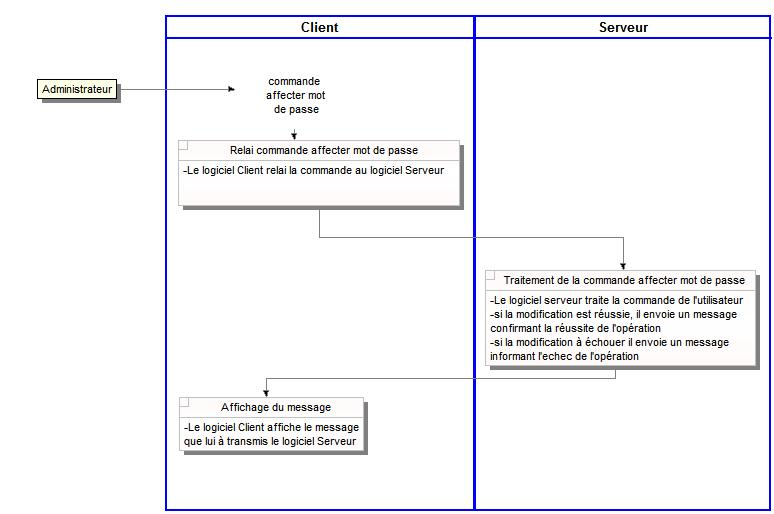 Client
Serveur
Administrateur
commande
affecter mot
de passe
Relai commande affecter mot de passe
-Le logiciel Client relai la commande au logiciel Serveur
Traitement de la commande affecter mot de passe
-Le logiciel serveur traite la commande de l'utilisateur
-si la modification est réussie, il envoie un message
confirmant la réussite de l'opération
-si la modification à échouer il envoie un message
informant l'echec de l'opération
Affichage du message
-Le logiciel Client affiche le message
que lui à transmis le logiciel Serveur